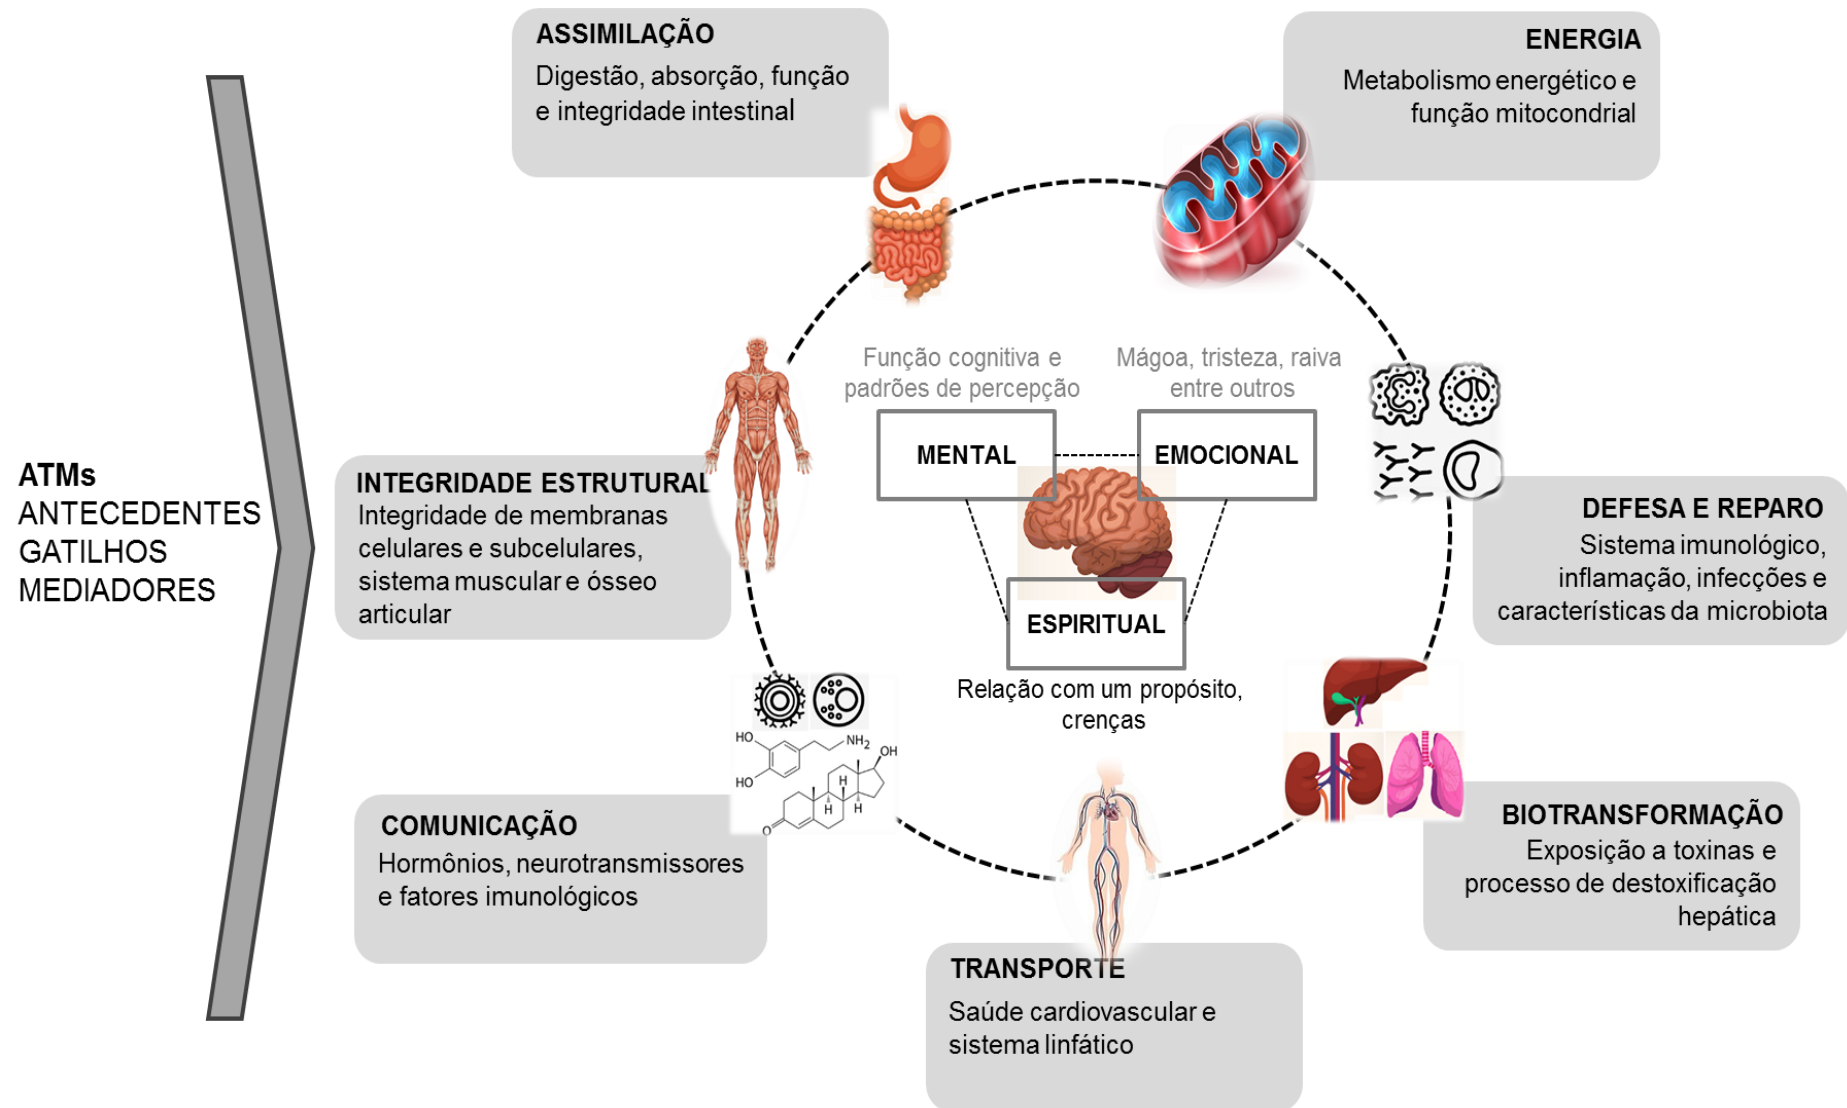 ATMs
ANTECEDENTES
GATILHOS
MEDIADORES
ASSIMILAÇÃO
Digestão, absorção, função
e integridade intestinal
ENERGIA
Metabolismo energético e
função mitocondrial
Função cognitiva e
padrões de percepção
Mágoa, tristeza, raiva
entre outros
MENTAL
EMOCIONAL
ESPIRITUAL
Relação com um propósito,
crenças
INTEGRIDADE ESTRUTURAL
Integridade de membranas
celulares e subcelulares,
sistema muscular e ósseo
articular
DEFESA E REPARO
Sistema imunológico,
inflamação, infecções e
características da microbiota
HO
HO
NH2
OH
H
H
H
O
COMUNICAÇÃO
Hormônios, neurotransmissores
e fatores imunológicos
BIOTRANSFORMAÇÃO
Exposição a toxinas e
processo de destoxificação
hepática
TRANSPORTE
Saúde cardiovascular e
sistema linfático